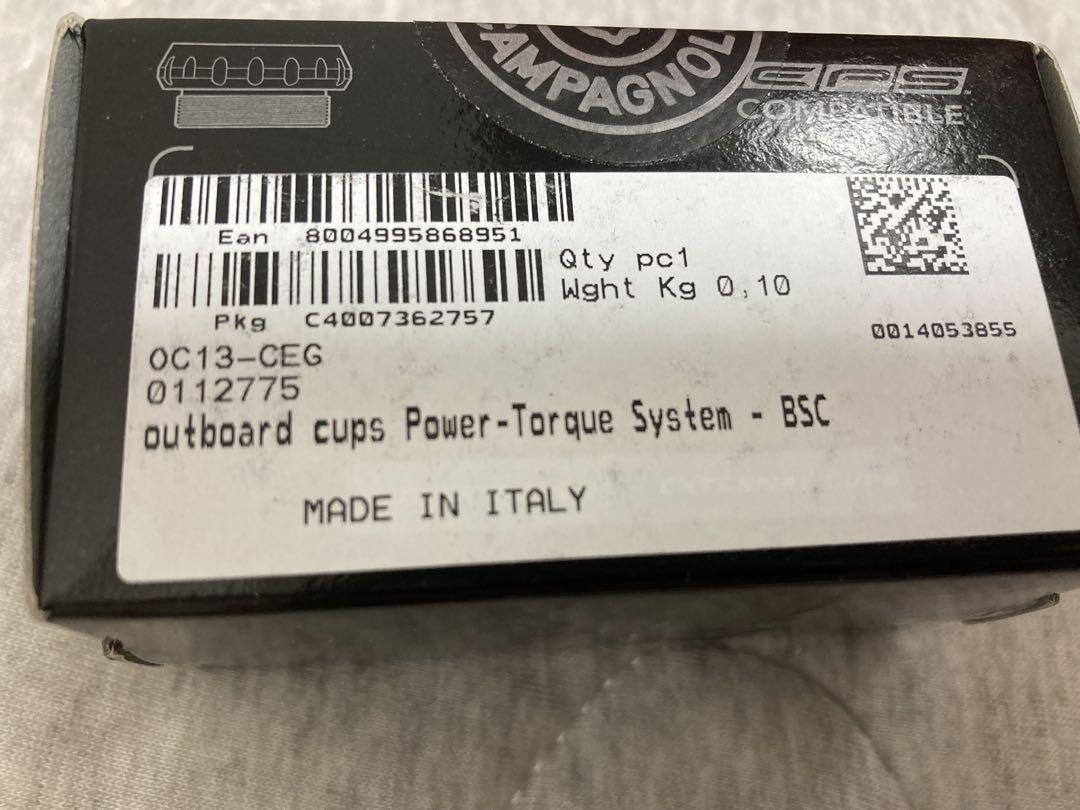 CAMPAGNOL
EPS
COMPATIBLE
Ean 8004995868951
Qty pc1
Wght Kg 0,10
Pkg C4007362757
0014053855
OC13-CEG
0112775
outboard cups Power-Torque System - BSC
MADE IN ITALY